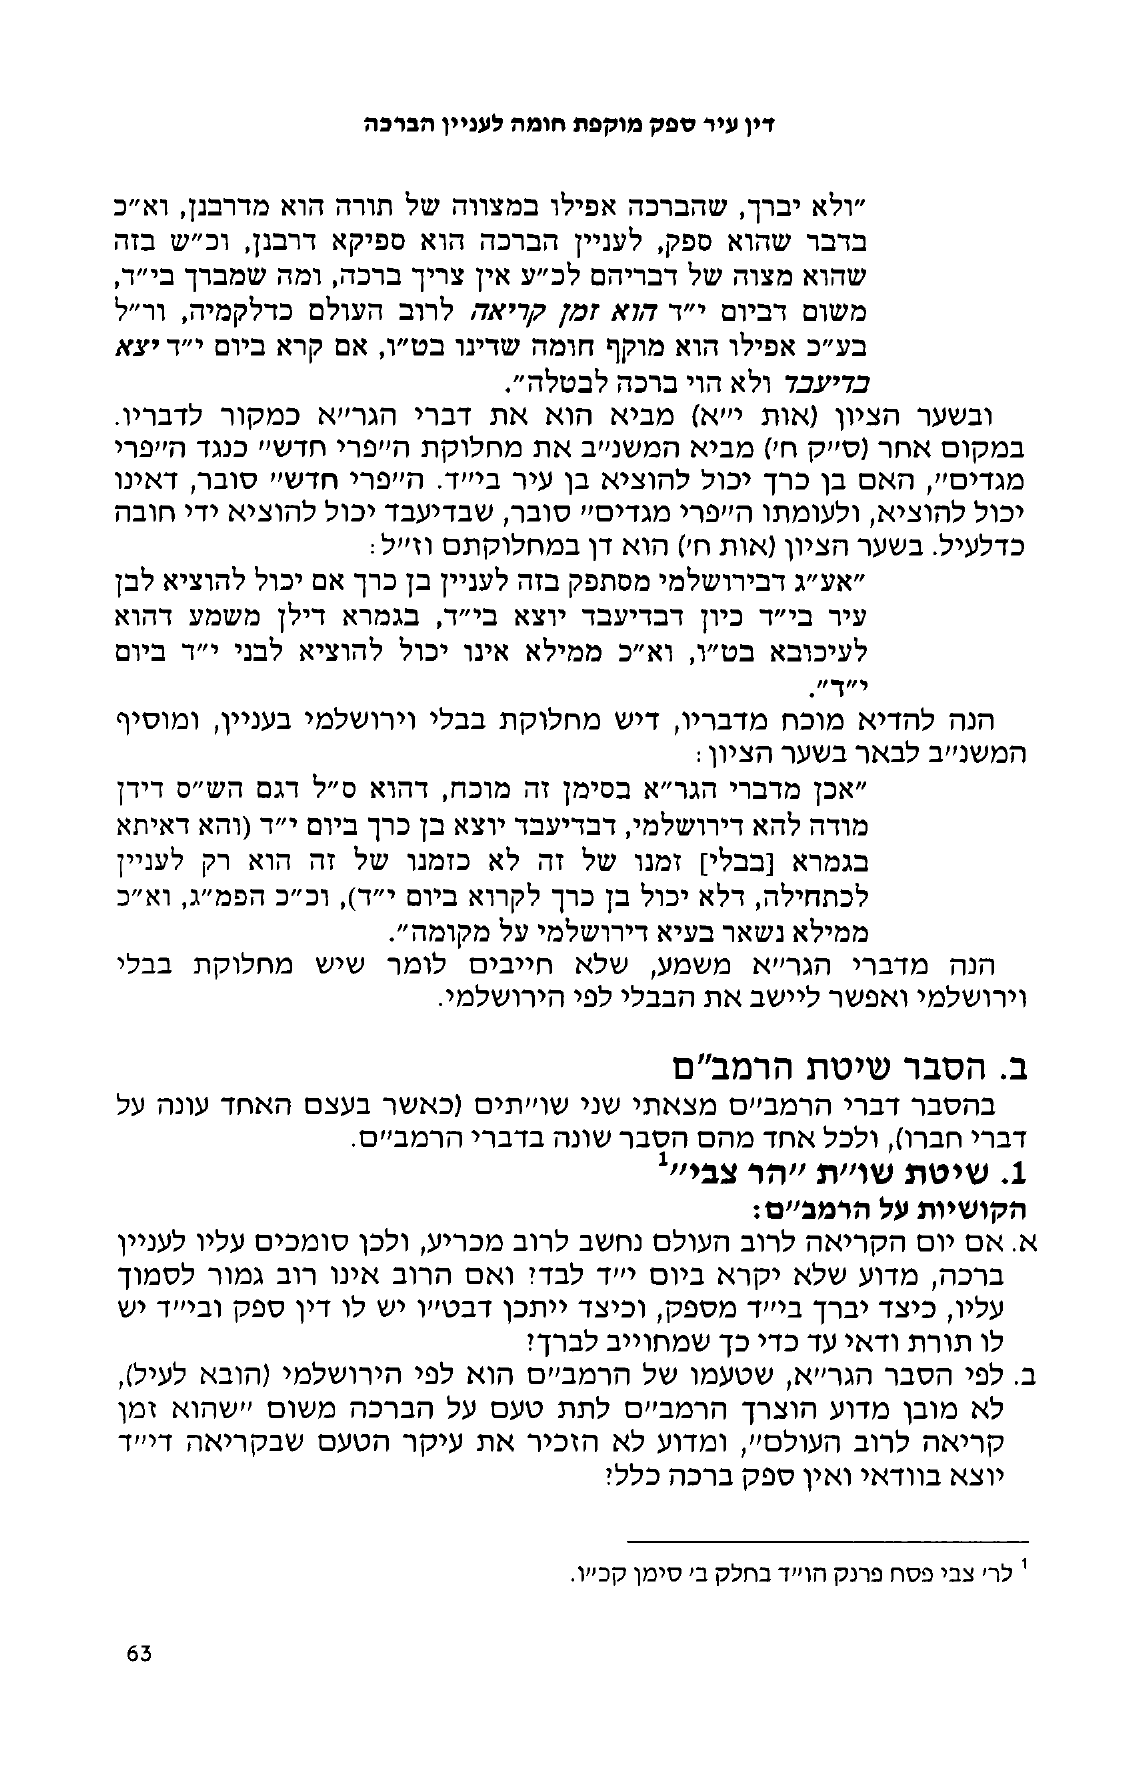 דין עיר ספק מוקפת חומה לעניין הברכה
"ולא יברך, שהברכה אפילו במצווה של תורה הוא מדרבנן, וא"כ
בדבר שהוא ספק, לעניין הברכה הוא ספיקא דרבנן, וכ"ש בזה
שהוא מצוה של דבריהם לכ"ע אין צריך ברכה, ומה שמברך בי"ד,
משום דביום י"ד הוא זמן קריאה לרוב העולם כדלקמיה, ור"ל
בע"כ אפילו הוא מוקף חומה שדינו בט"ו, אם קרא ביום י"ד יצא
כדיעבד ולא הוי ברכה לבטלה".
ובשער הציון (אות י"א) מביא הוא את דברי הגר"א כמקור לדבריו.
במקום אחר (ס"ק ח') מביא המשנ"ב את מחלוקת ה"פרי חדש" כנגד ה"פרי
מגדים", האם בן כרך יכול להוציא בן עיר בי"ד. ה"פרי חדש" סובר, דאינו
יכול להוציא, ולעומתו ה"פרי מגדים" סובר, שבדיעבד יכול להוציא ידי חובה
כדלעיל. בשער הציון (אות ח') הוא דן במחלוקתם וז"ל:
"אע"ג דבירושלמי מסתפק בזה לעניין בן כרך אם יכול להוציא לבן
עיר בי"ד כיון דבדיעבד יוצא בי"ד, בגמרא דילן משמע דהוא
לעיכובא בט"ו, וא"כ ממילא אינו יכול להוציא לבני י"ד ביום
י"ד".
הנה להדיא מוכח מדבריו, דיש מחלוקת בבלי וירושלמי בעניין, ומוסיף
המשנ"ב לבאר בשער הציון:
"אכן מדברי הגר"א בסימן זה מוכח, דהוא ס"ל דגם הש"ס דידן
מודה להא דירושלמי, דבדיעבד יוצא בן כרך ביום י"ד (והא דאיתא
בגמרא [בבלי] זמנו של זה לא כזמנו של זה הוא רק לעניין
לכתחילה, דלא יכול בן כרך לקרוא ביום י"ד), וכ"כ הפמ"ג, וא"כ
ממילא נשאר בעיא דירושלמי על מקומה".
הנה מדברי הגר"א משמע, שלא חייבים לומר שיש מחלוקת בבלי
וירושלמי ואפשר ליישב את הבבלי לפי הירושלמי.
ב. הסבר שיטת הרמב"ם
בהסבר דברי הרמב"ם מצאתי שני שו"תים (כאשר בעצם האחד עונה על
דברי חברו), ולכל אחד מהם הסבר שונה בדברי הרמב"ם.
1. שיטת שו"ת "הר צבי"1
הקושיות על הרמב"ם:
א. אם יום הקריאה לרוב העולם נחשב לרוב מכריע, ולכן סומכים עליו לעניין
ברכה, מדוע שלא יקרא ביום י"ד לבד? ואם הרוב אינו רוב גמור לסמוך
עליו, כיצד יברך בי"ד מספק, וכיצד ייתכן דבט"ו יש לו דין ספק ובי"ד יש
לו תורת ודאי עד כדי כך שמחוייב לברך?
ב. לפי הסבר הגר"א, שטעמו של הרמב"ם הוא לפי הירושלמי (הובא לעיל),
לא מובן מדוע הוצרך הרמב"ם לתת טעם על הברכה משום "שהוא זמן
קריאה לרוב העולם", ומדוע לא הזכיר את עיקר הטעם שבקריאה די"ד
יוצא בוודאי ואין ספק ברכה כלל?
1 לר' צבי פסח פרנק הו"ד בחלק ב' סימן קכ"ו.
63